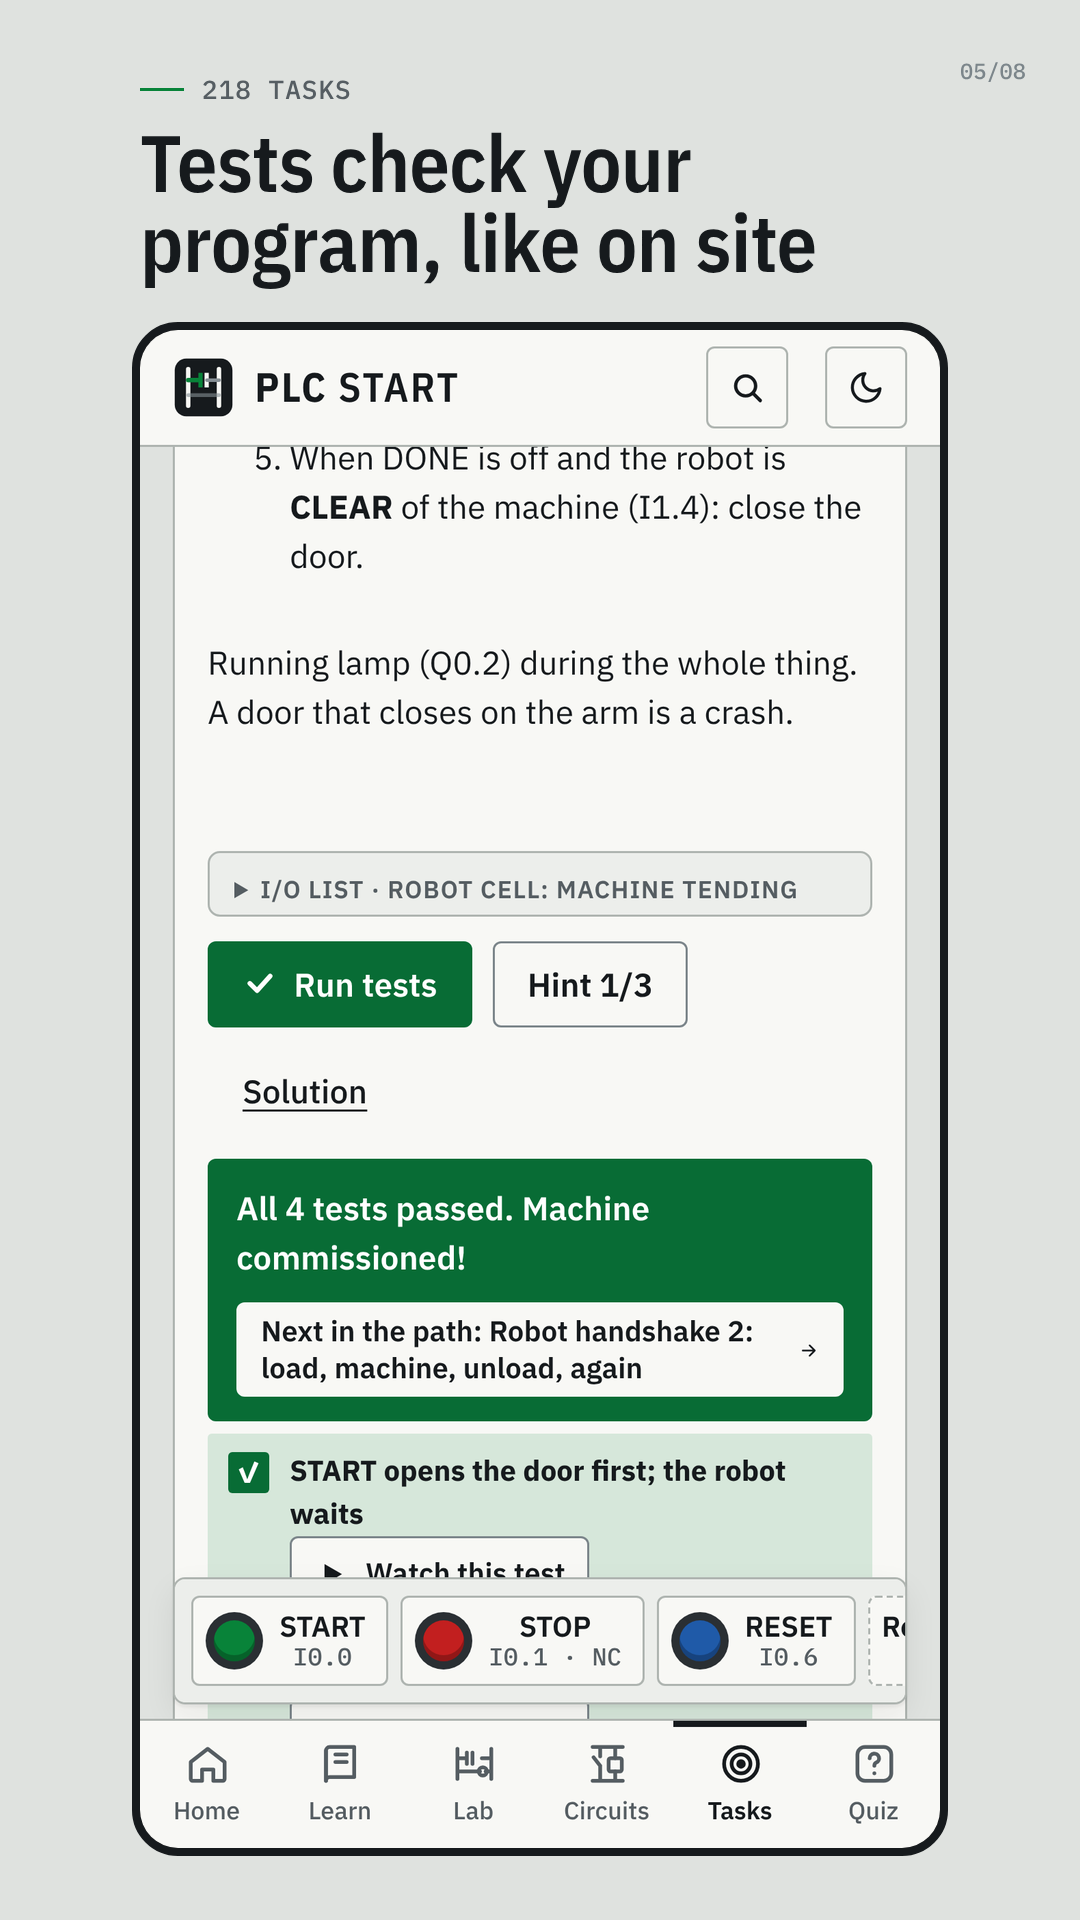 218 TASKS
05/08
Tests check your
program, like on site
PLC START
5. When DONE is off and the robot is
CLEAR of the machine (I1.4): close the
door.
Running lamp (Q0.2) during the whole thing.
A door that closes on the arm is a crash.
▶ I/O LIST · ROBOT CELL: MACHINE TENDING
Run tests
Hint 1/3
Solution
All 4 tests passed. Machine
commissioned!
Next in the path: Robot handshake 2:
load, machine, unload, again
→
START opens the door first; the robot
waits
▶ Watch this test
START
I0.0
STOP
I0.1 · NC
RESET
I0.6
Home
Learn
Lab
Circuits
Tasks
Quiz